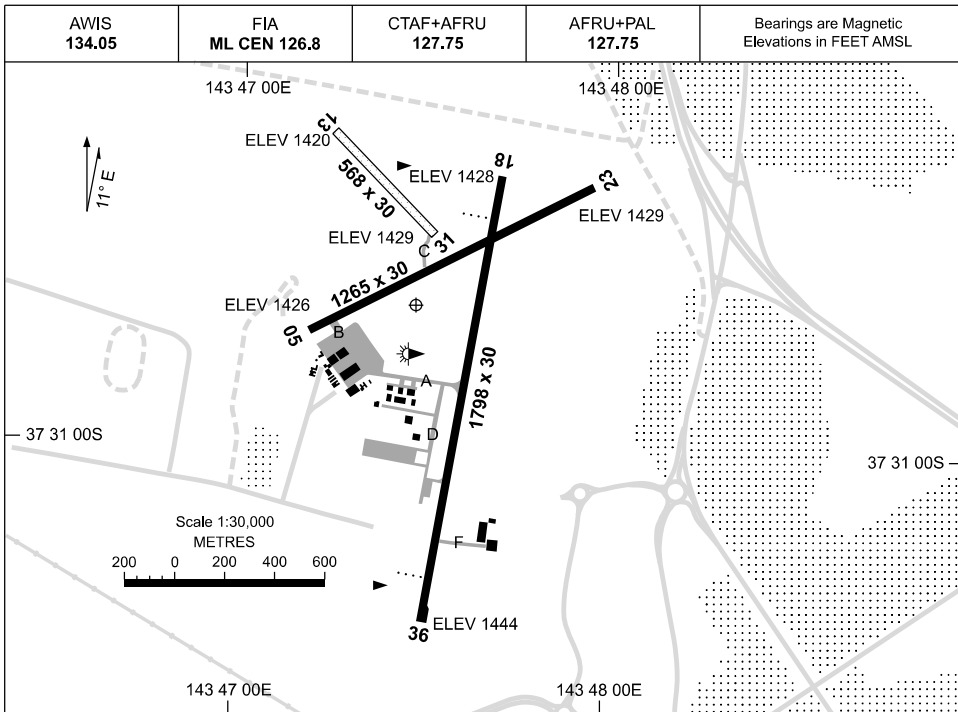 AWIS
134.05
FIA
ML CEN 126.8
CTAF+AFRU
127.75
AFRU+PAL
127.75
Bearings are Magnetic
Elevations in FEET AMSL
143 47 00E
143 48 00E
11° E
13
ELEV 1420
568 x 30
18
ELEV 1428
23
ELEV 1429
ELEV 1429
31
C
1265 x 30
ELEV 1426
05
B
A
1798 x 30
D
37 31 00S
37 31 00S
Scale 1:30,000
METRES
200 0 200 400 600
F
36
ELEV 1444
143 47 00E
143 48 00E